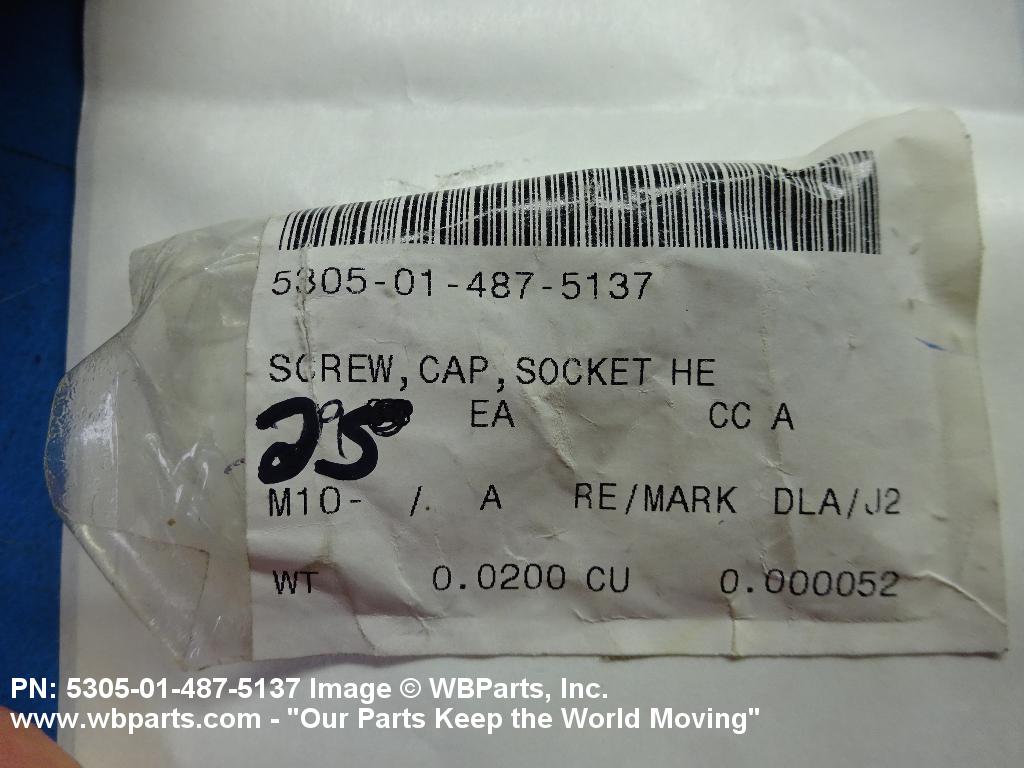 5305-01-487-5137
SCREW, CAP, SOCKET HE
25 EA CC A
M10- /. A RE/MARK DLA/J2
WT 0.0200 CU 0.000052
PN: 5305-01-487-5137 Image © WBParts, Inc.
www.wbparts.com - "Our Parts Keep the World Moving"